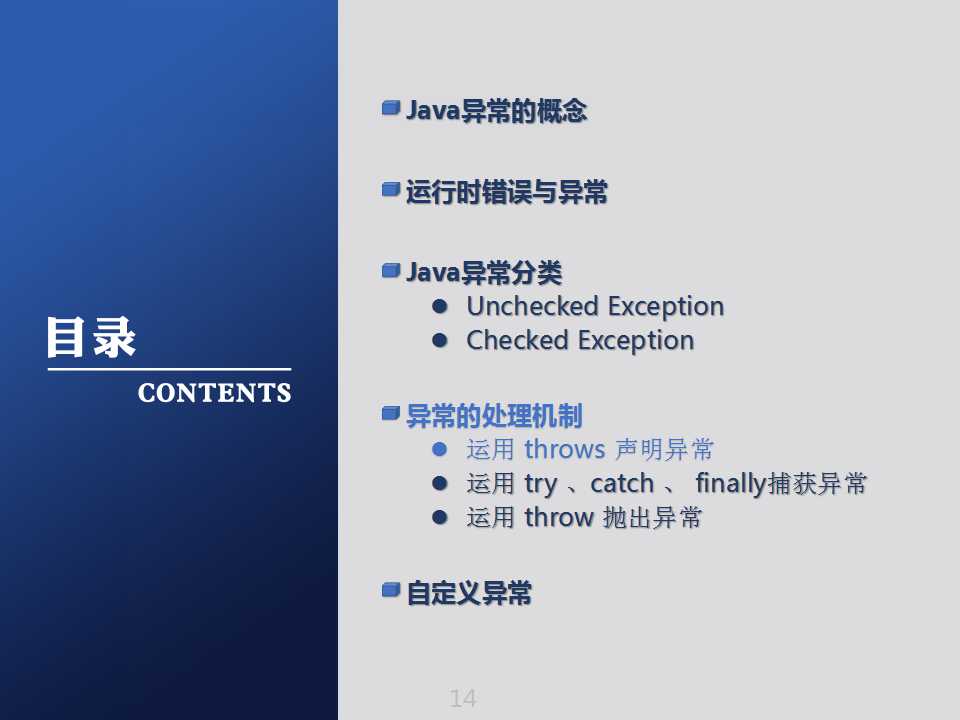 目录
CONTENTS
Java异常的概念
运行时错误与异常
Java异常分类
Unchecked Exception
Checked Exception
异常的处理机制
运用 throws 声明异常
运用 try 、catch 、 finally捕获异常
运用 throw 抛出异常
自定义异常
14